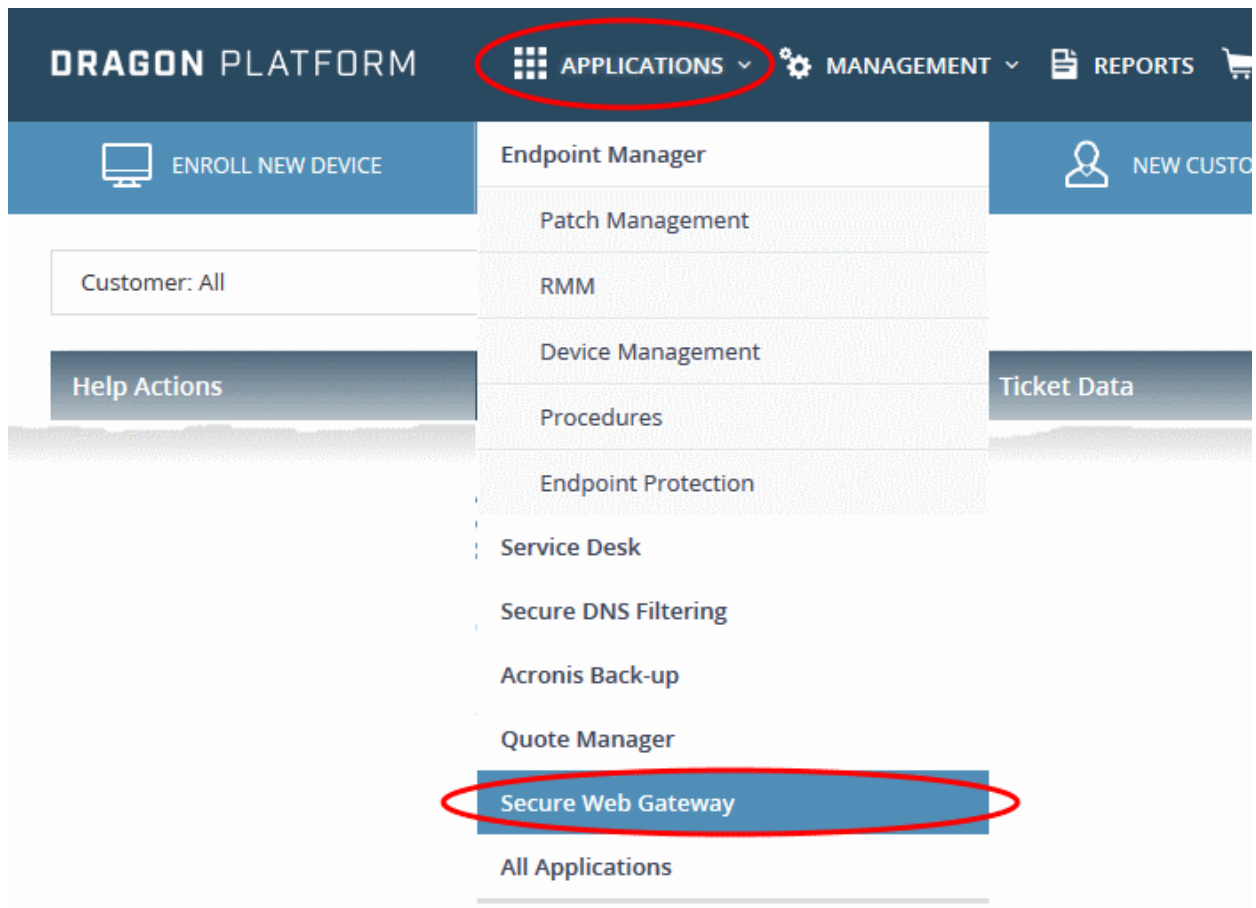 DRAGON PLATFORM
APPLICATIONS
MANAGEMENT
REPORTS
ENROLL NEW DEVICE
NEW CUSTO
Customer: All
Help Actions
Ticket Data
Endpoint Manager
Patch Management
RMM
Device Management
Procedures
Endpoint Protection
Service Desk
Secure DNS Filtering
Acronis Back-up
Quote Manager
Secure Web Gateway
All Applications